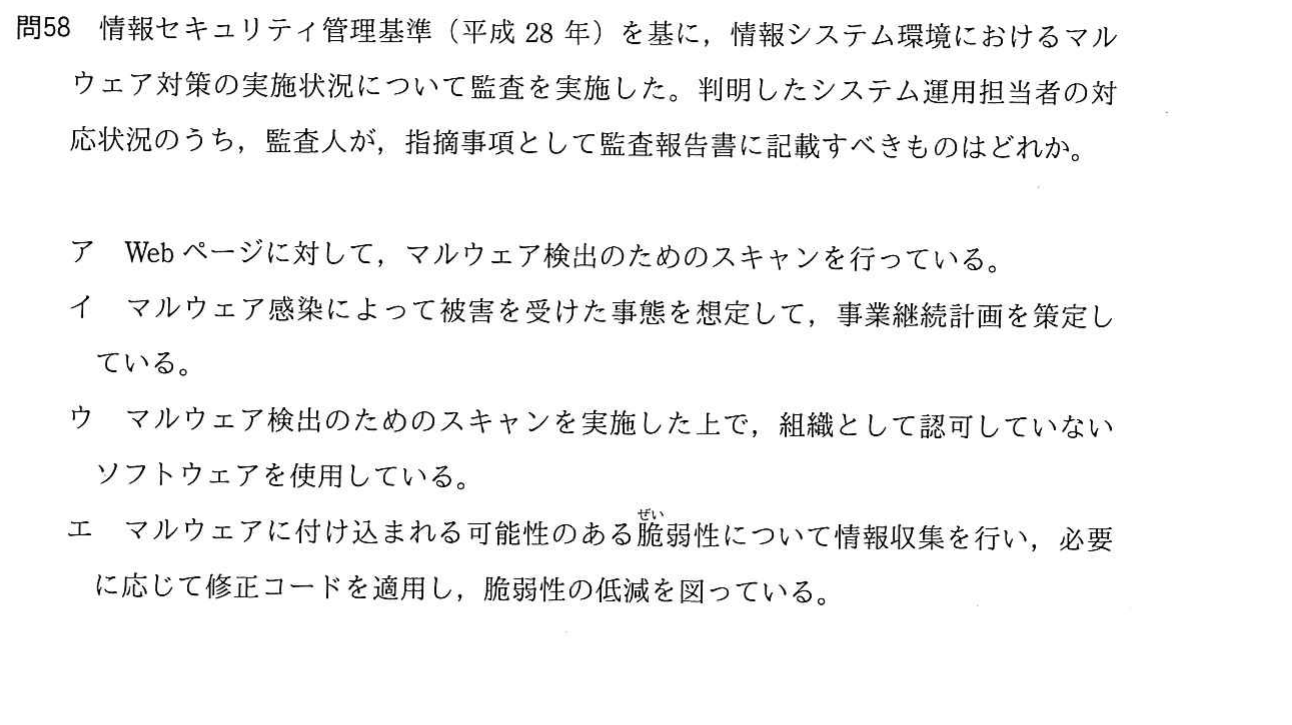 問58 情報セキュリティ管理基準（平成 28 年）を基に，情報システム環境におけるマル
ウェア対策の実施状況について監査を実施した。判明したシステム運用担当者の対
応状況のうち，監査人が，指摘事項として監査報告書に記載すべきものはどれか。
ア Web ページに対して，マルウェア検出のためのスキャンを行っている。
イ マルウェア感染によって被害を受けた事態を想定して，事業継続計画を策定し
ている。
ウ マルウェア検出のためのスキャンを実施した上で，組織として認可していない
ソフトウェアを使用している。
ぜい
エ マルウェアに付け込まれる可能性のある脆弱性について情報収集を行い，必要
に応じて修正コードを適用し，脆弱性の低減を図っている。